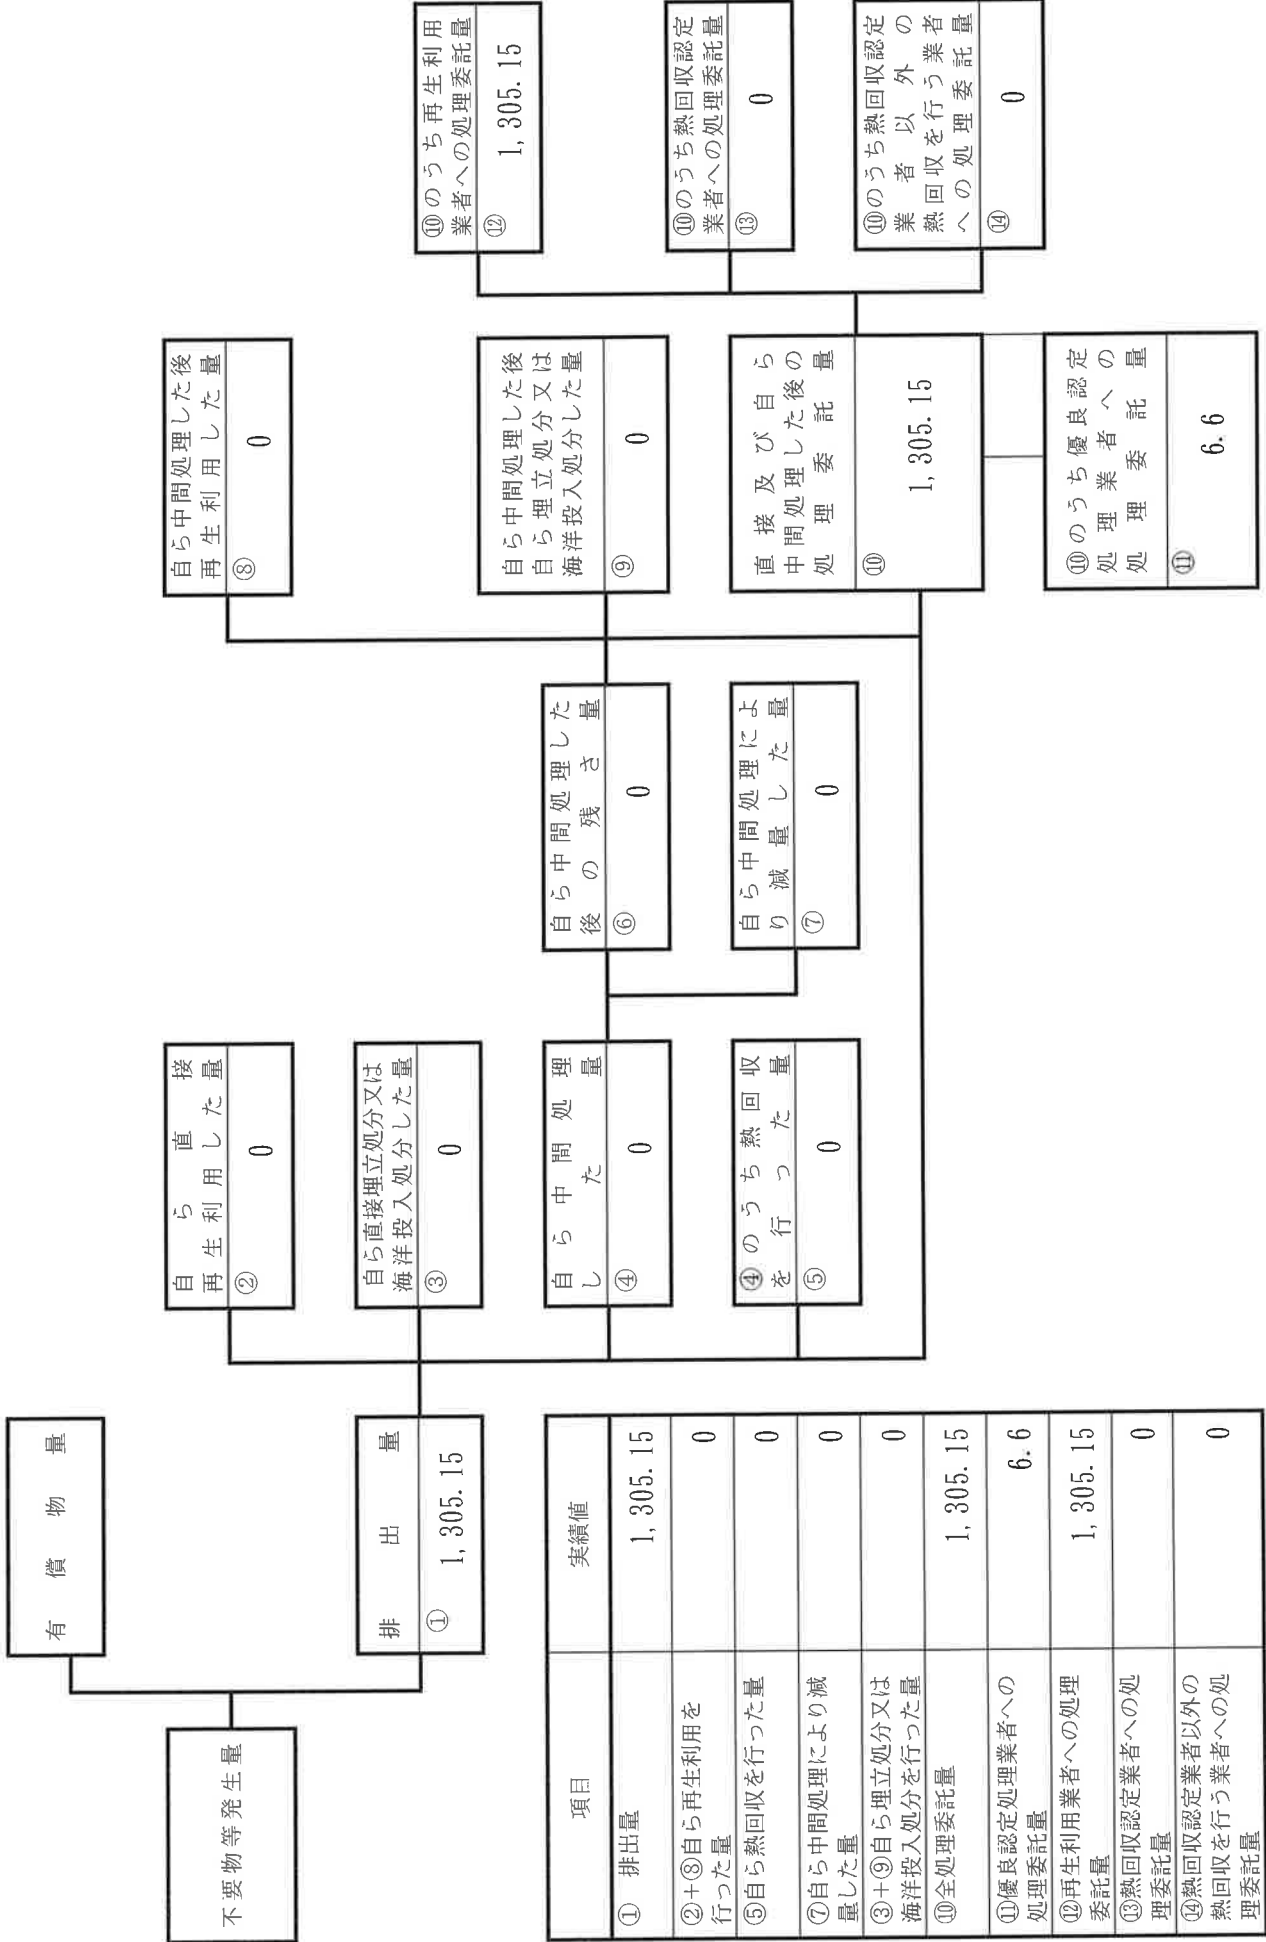 不要物等発生量
有償物量
排出量
① 1,305.15
自ら直接
再生利用した量
② 0
自ら直接埋立処分又は
海洋投入処分した量
③ 0
自ら中間処理
した量
④ 0
④のうち熱回収
を行った量
⑤ 0
自ら中間処理した
後の残さ量
⑥ 0
自ら中間処理によ
り減量した量
⑦ 0
自ら中間処理した後
再生利用した量
⑧ 0
自ら中間処理した後
自ら埋立処分又は
海洋投入処分した量
⑨ 0
直接及び自ら
中間処理した後の
処理委託量
⑩ 1,305.15
⑩のうち優良認定
処理業者への
処理委託量
⑪ 6.6
⑩のうち再生利用
業者への処理委託量
⑫ 1,305.15
⑩のうち熱回収認定
業者への処理委託量
⑬ 0
⑩のうち熱回収認定
業者以外の
熱回収を行う業者
への処理委託量
⑭ 0
項目 実績値
① 排出量 1,305.15
②+⑧自ら再生利用を
行った量 0
⑤自ら熱回収を行った量 0
⑦自ら中間処理により減
量した量 0
③+⑨自ら埋立処分又は
海洋投入処分を行った量 0
⑩全処理委託量 1,305.15
⑪優良認定処理業者への
処理委託量 6.6
⑫再生利用業者への処理
委託量 1,305.15
⑬熱回収認定業者への処
理委託量 0
⑭熱回収認定業者以外の
熱回収を行う業者への処
理委託量 0